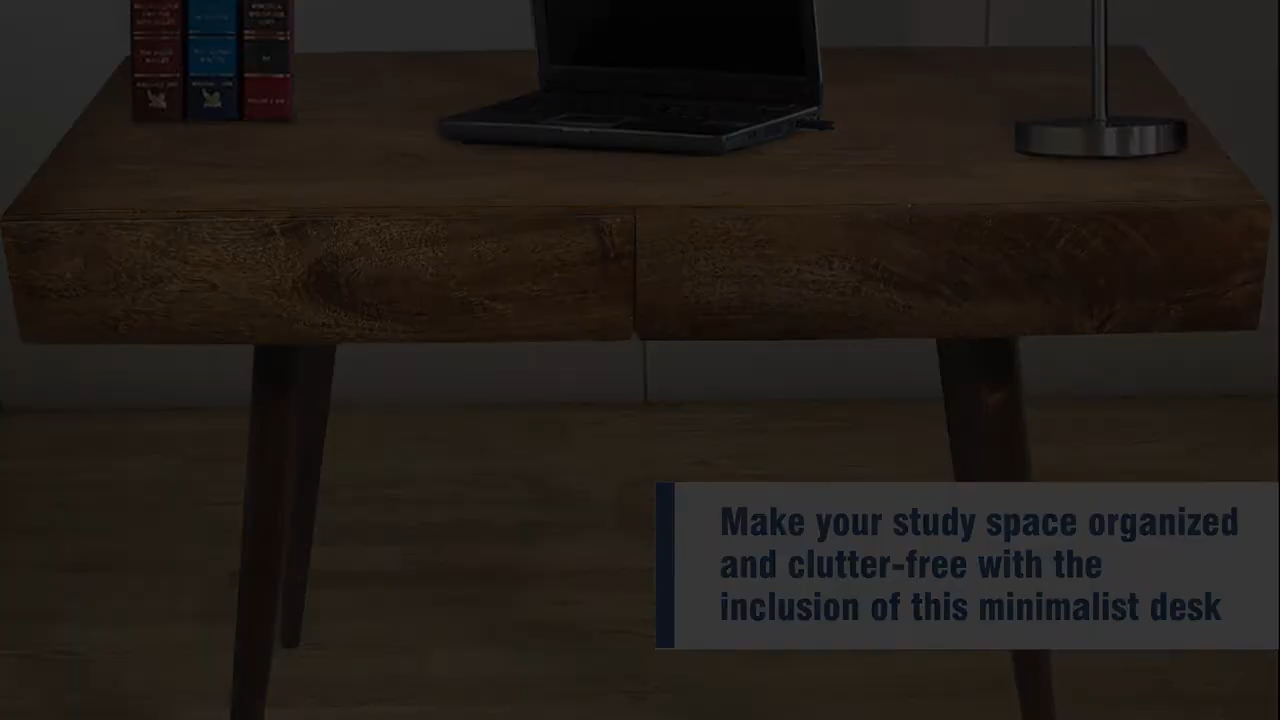 Make your study space organized
and clutter-free with the
inclusion of this minimalist desk